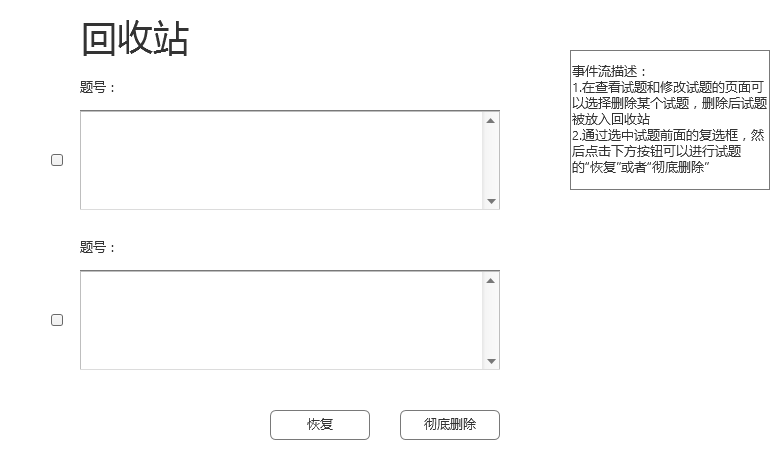 回收站
题号：
题号：
恢复
彻底删除
事件流描述：
1.在查看试题和修改试题的页面可
以选择删除某个试题，删除后试题
被放入回收站
2.通过选中试题前面的复选框，然
后点击下方按钮可以进行试题
的“恢复”或者“彻底删除”